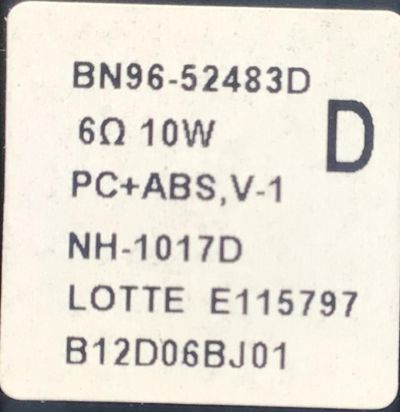 BN96-52483D
6Ω 10W
D
PC+ABS,V-1
NH-1017D
LOTTE E115797
B12D06BJ01